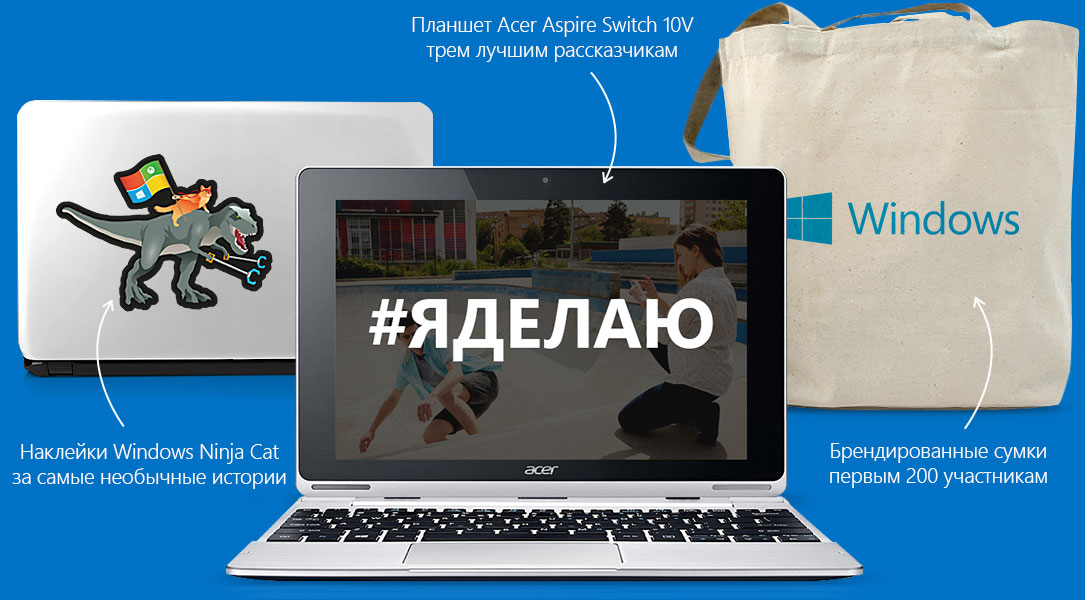 Планшет Acer Aspire Switch 10V
трем лучшим рассказчикам
Windows
#ЯДЕЛАЮ
acer
Наклейки Windows Ninja Cat
за самые необычные истории
Брендированные сумки
первым 200 участникам